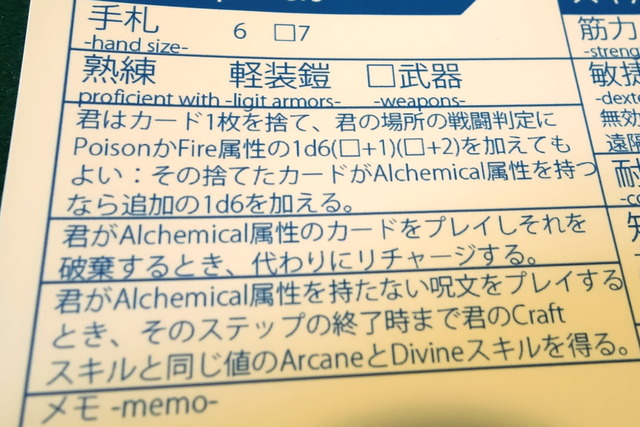 手札 6 □7
-hand size-
熟練 軽装鎧 □武器
proficient with -ligit armors- -weapons-
君はカード1枚を捨て、君の場所の戦闘判定に
PoisonかFire属性の1d6(□+1)(□+2)を加えても
よい：その捨てたカードがAlchemical属性を持つ
なら追加の1d6を加える。
君がAlchemical属性のカードをプレイしそれを
破棄するとき、代わりにリチャージする。
君がAlchemical属性を持たない呪文をプレイする
とき、そのステップの終了時まで君のCraft
スキルと同じ値のArcaneとDivineスキルを得る。
メモ -memo-
筋力
敏捷
無効
遠隔
耐